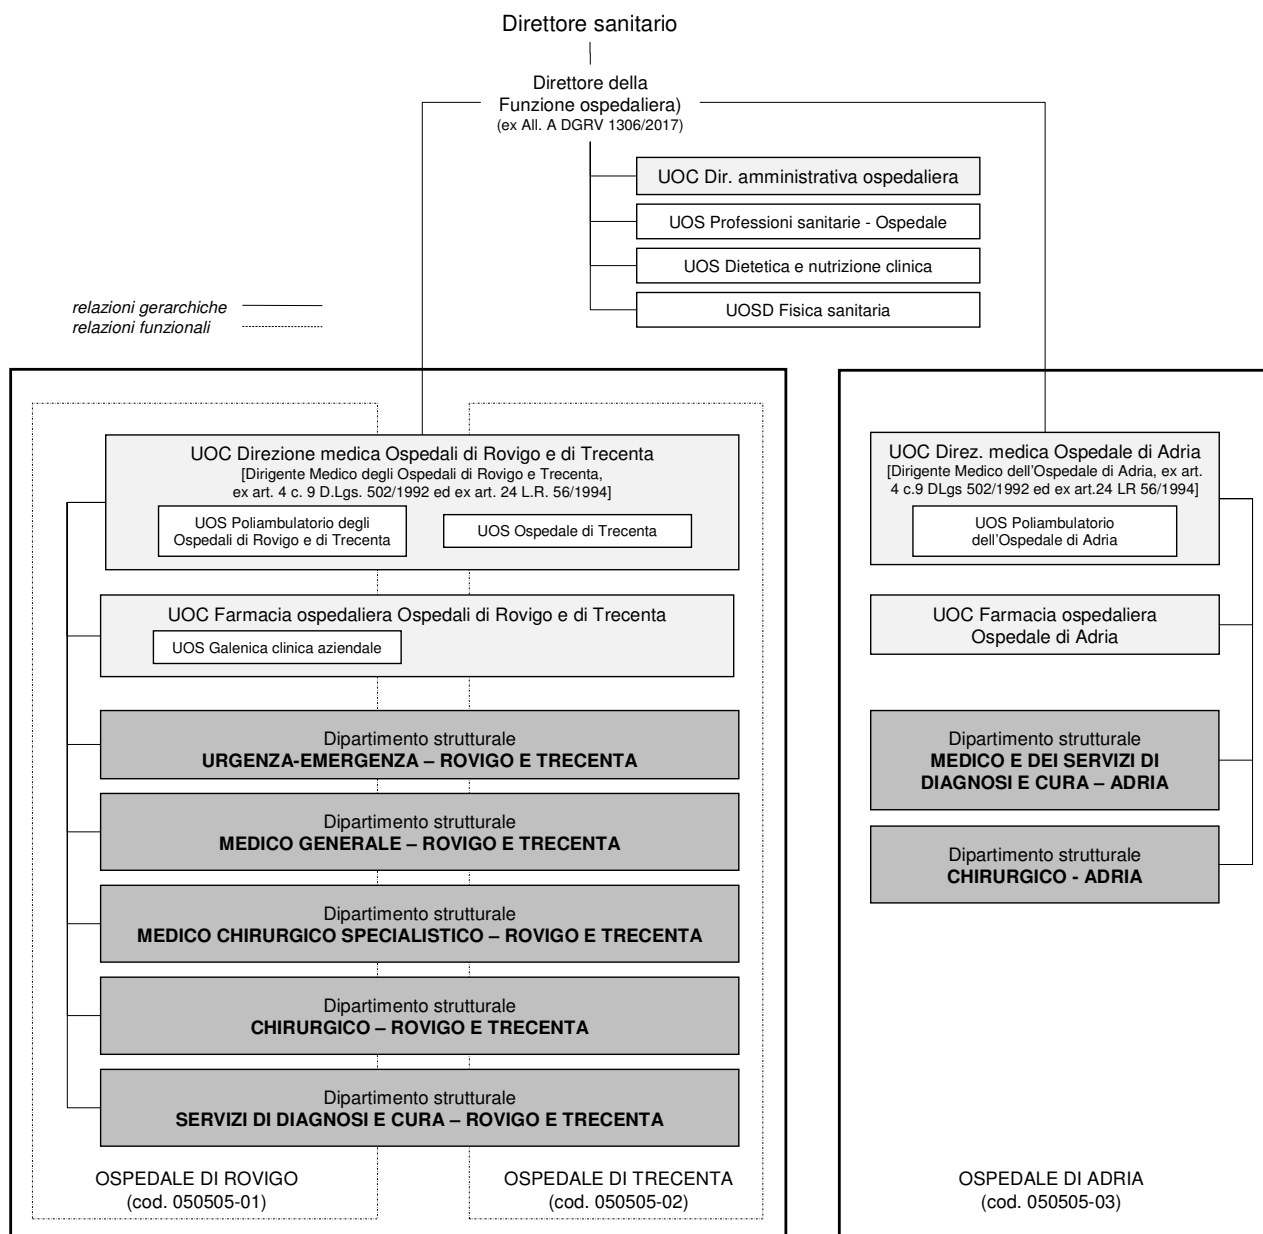 Direttore sanitario
Direttore della
Funzione ospedaliera)
(ex All. A DGRV 1306/2017)
UOC Dir. amministrativa ospedaliera
UOS Professioni sanitarie - Ospedale
UOS Dietetica e nutrizione clinica
UOSD Fisica sanitaria
relazioni gerarchiche
relazioni funzionali
UOC Direzione medica Ospedali di Rovigo e di Trecenta
[Dirigente Medico degli Ospedali di Rovigo e Trecenta,
ex art. 4 c. 9 D.Lgs. 502/1992 ed ex art. 24 L.R. 56/1994]
UOS Poliambulatorio degli
Ospedali di Rovigo e di Trecenta
UOS Ospedale di Trecenta
UOC Farmacia ospedaliera Ospedali di Rovigo e di Trecenta
UOS Galenica clinica aziendale
Dipartimento strutturale
URGENZA-EMERGENZA – ROVIGO E TRECENTA
Dipartimento strutturale
MEDICO GENERALE – ROVIGO E TRECENTA
Dipartimento strutturale
MEDICO CHIRURGICO SPECIALISTICO – ROVIGO E TRECENTA
Dipartimento strutturale
CHIRURGICO – ROVIGO E TRECENTA
Dipartimento strutturale
SERVIZI DI DIAGNOSI E CURA – ROVIGO E TRECENTA
OSPEDALE DI ROVIGO
(cod. 050505-01)
OSPEDALE DI TRECENTA
(cod. 050505-02)
UOC Direz. medica Ospedale di Adria
[Dirigente Medico dell'Ospedale di Adria, ex art.
4 c.9 DLgs 502/1992 ed ex art.24 LR 56/1994]
UOS Poliambulatorio
dell'Ospedale di Adria
UOC Farmacia ospedaliera
Ospedale di Adria
Dipartimento strutturale
MEDICO E DEI SERVIZI DI
DIAGNOSI E CURA – ADRIA
Dipartimento strutturale
CHIRURGICO - ADRIA
OSPEDALE DI ADRIA
(cod. 050505-03)